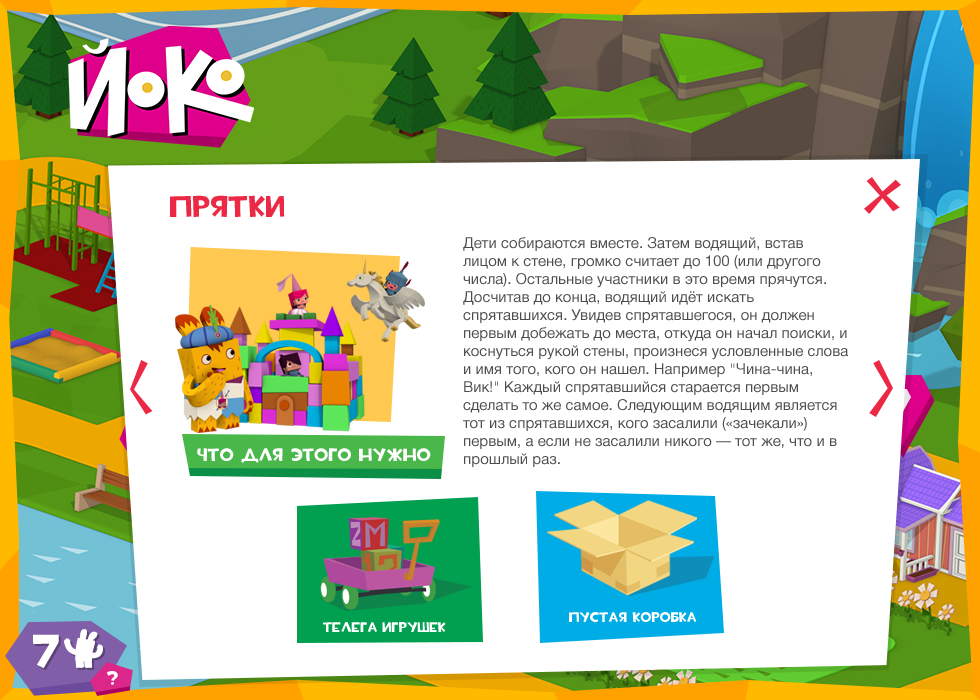 Йоко
ПРЯТКИ
Дети собираются вместе. Затем водящий, встав
лицом к стене, громко считает до 100 (или другого
числа). Остальные участники в это время прячутся.
Досчитав до конца, водящий идёт искать
спрятавшихся. Увидев спрятавшегося, он должен
первым добежать до места, откуда он начал поиски, и
коснуться рукой стены, произнеся условленные слова
и имя того, кого он нашел. Например "Чина-чина,
Вик!" Каждый спрятавшийся старается первым
сделать то же самое. Следующим водящим является
тот из спрятавшихся, кого засалили («зачекали»)
первым, а если не засалили никого — тот же, что и в
прошлый раз.
ЧТО ДЛЯ ЭТОГО НУЖНО
ZM
ТЕЛЕГА ИГРУШЕК
ПУСТАЯ КОРОБКА
7
?